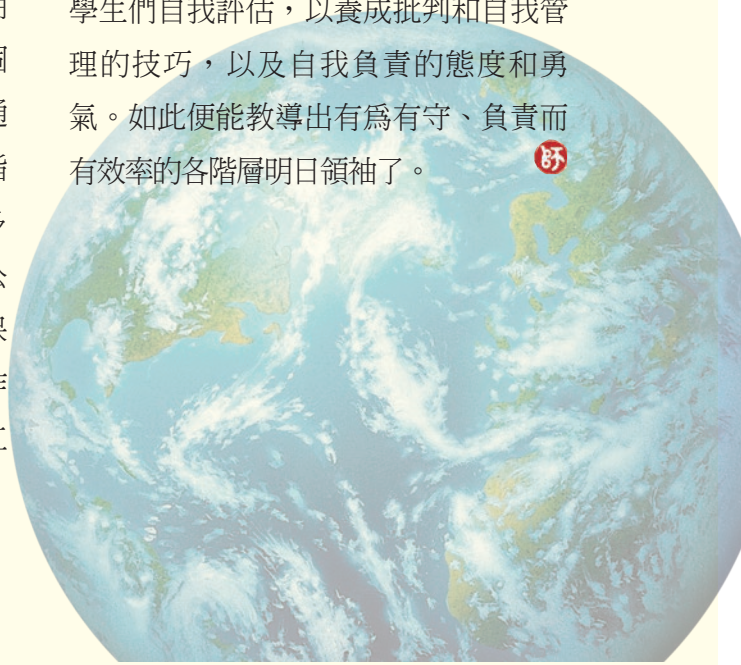 學生們自我評估，以養成批判和自我管
理的技巧，以及自我負責的態度和勇
氣。如此便能教導出有爲有守、負責而
有效率的各階層明日領袖了。
師